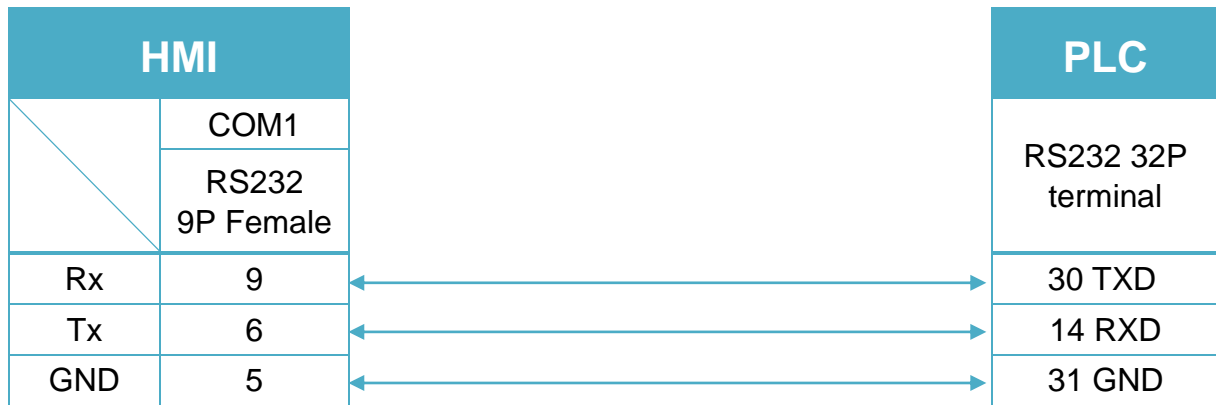 HMI
PLC
COM1
RS232
9P Female
RS232 32P
terminal
Rx 9 30 TXD
Tx 6 14 RXD
GND 5 31 GND